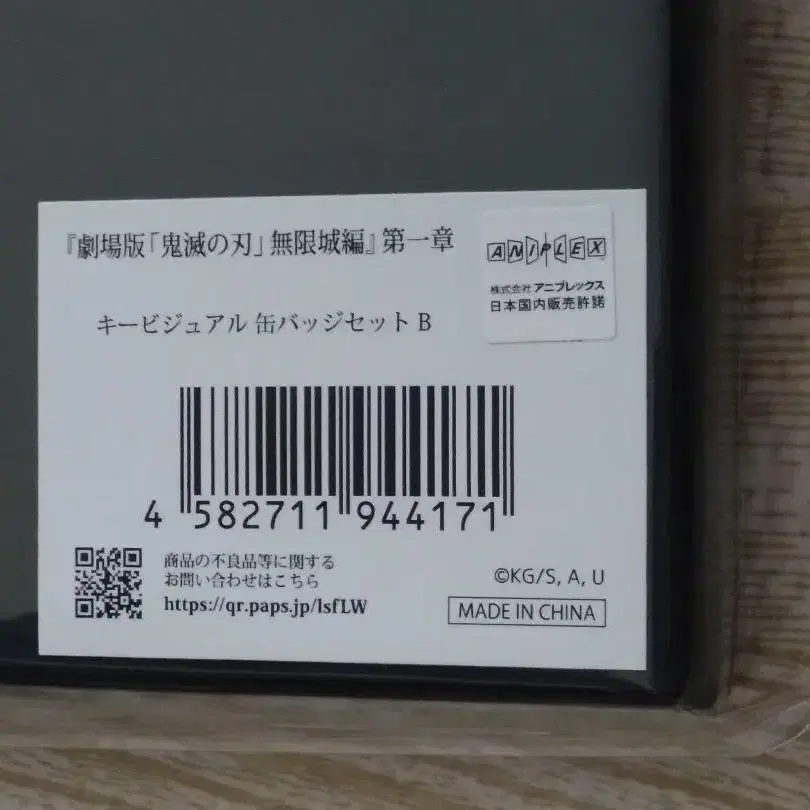 『劇場版「鬼滅の刃」無限城編』第一章
キービジュアル 缶バッジセット B
ANIPLEX
株式会社 アニプレックス
日本国内販売許諾
4 582711 944171
商品の不良品等に関する
お問い合わせはこちら
https://qr.paps.jp/lsfLW
©KG/S, A, U
MADE IN CHINA